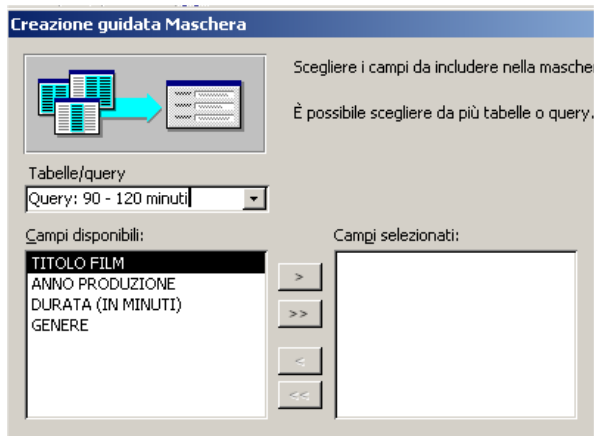 Creazione guidata Maschera
Scegliere i campi da includere nella masche
È possibile scegliere da più tabelle o query.
Tabelle/query
Query: 90 - 120 minuti
Campi disponibili:
Campi selezionati:
TITOLO FILM
ANNO PRODUZIONE
DURATA (IN MINUTI)
GENERE
>
>>
<
<<